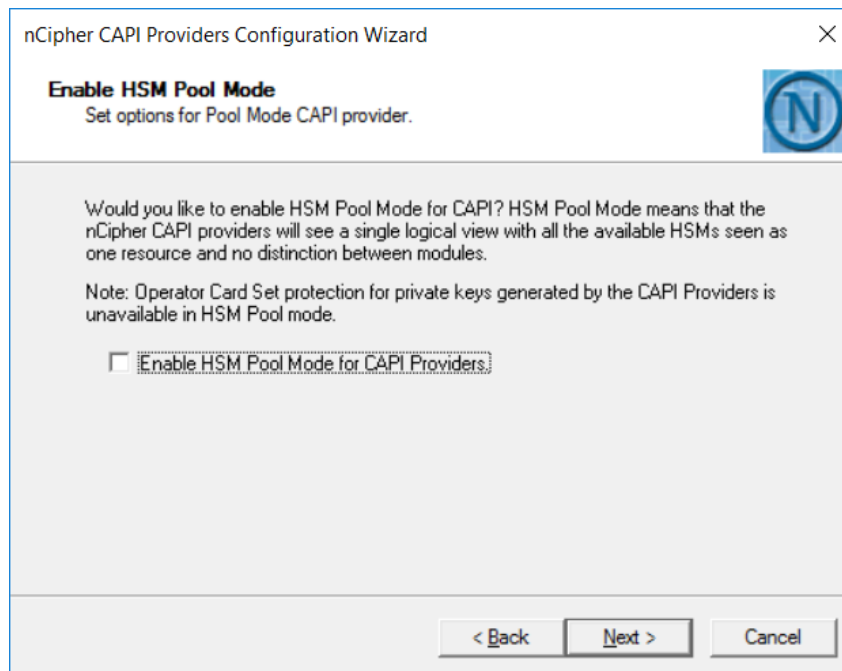 nCipher CAPI Providers Configuration Wizard
Enable HSM Pool Mode
Set options for Pool Mode CAPI provider.
N
Would you like to enable HSM Pool Mode for CAPI? HSM Pool Mode means that the
nCipher CAPI providers will see a single logical view with all the available HSMs seen as
one resource and no distinction between modules.
Note: Operator Card Set protection for private keys generated by the CAPI Providers is
unavailable in HSM Pool mode.
Enable HSM Pool Mode for CAPI Providers.
< Back
Next >
Cancel